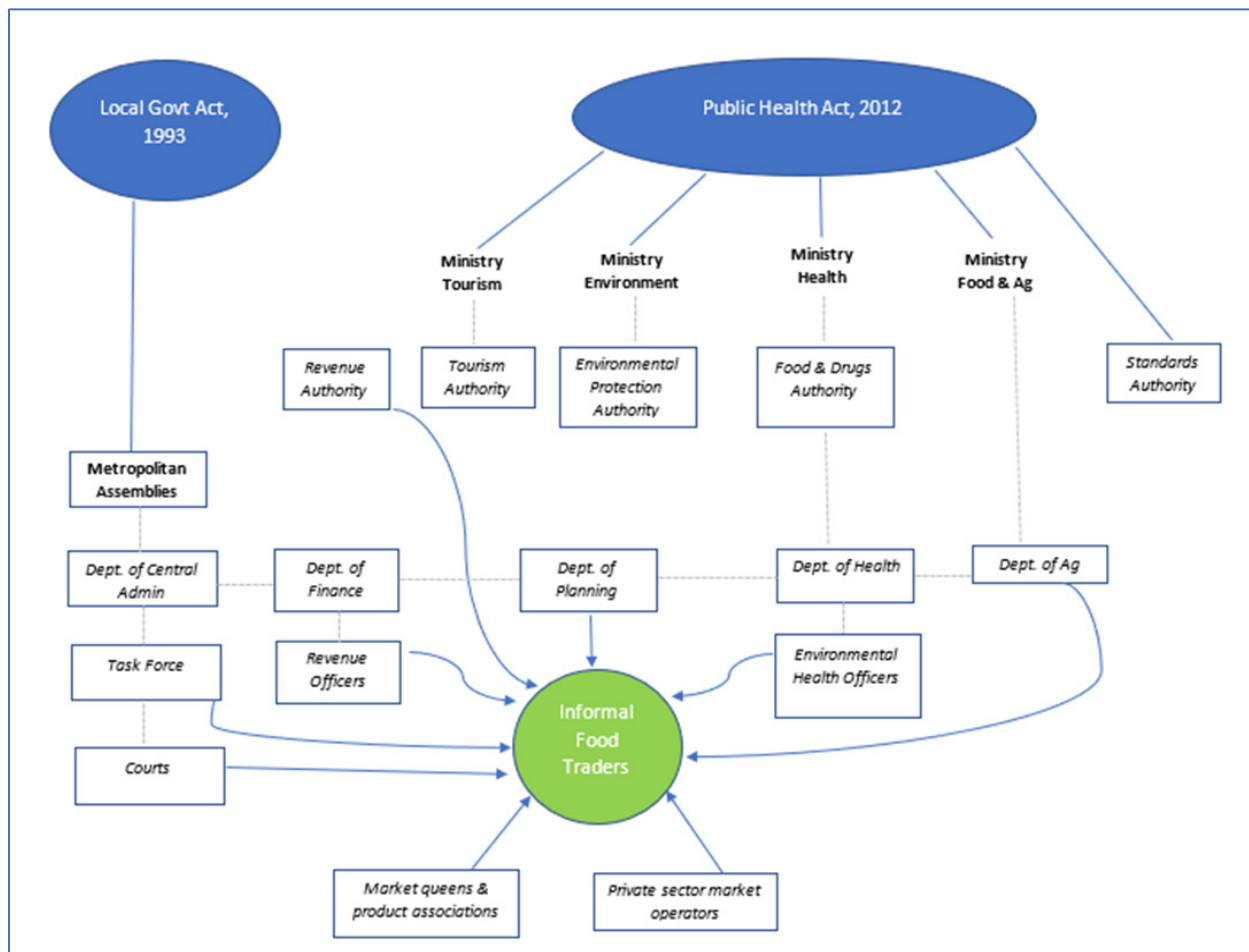 Local Govt Act,
1993
Public Health Act, 2012
Ministry
Tourism
Ministry
Environment
Ministry
Health
Ministry
Food & Ag
Revenue
Authority
Tourism
Authority
Environmental
Protection
Authority
Food & Drugs
Authority
Standards
Authority
Metropolitan
Assemblies
Dept. of Central
Admin
Dept. of
Finance
Dept. of
Planning
Dept. of Health
Dept. of Ag
Task Force
Revenue
Officers
Environmental
Health Officers
Informal
Food
Traders
Courts
Market queens &
product associations
Private sector market
operators